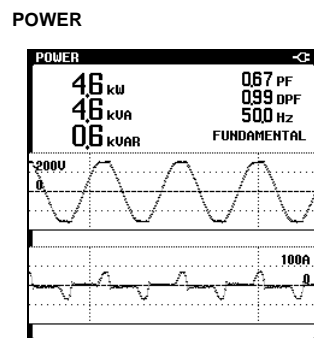 POWER
POWER
4,6 kW
0,67 PF
4,6 kVA
0,99 DPF
50,0 Hz
0,6 kVAR
FUNDAMENTAL
200V
0
100A
0